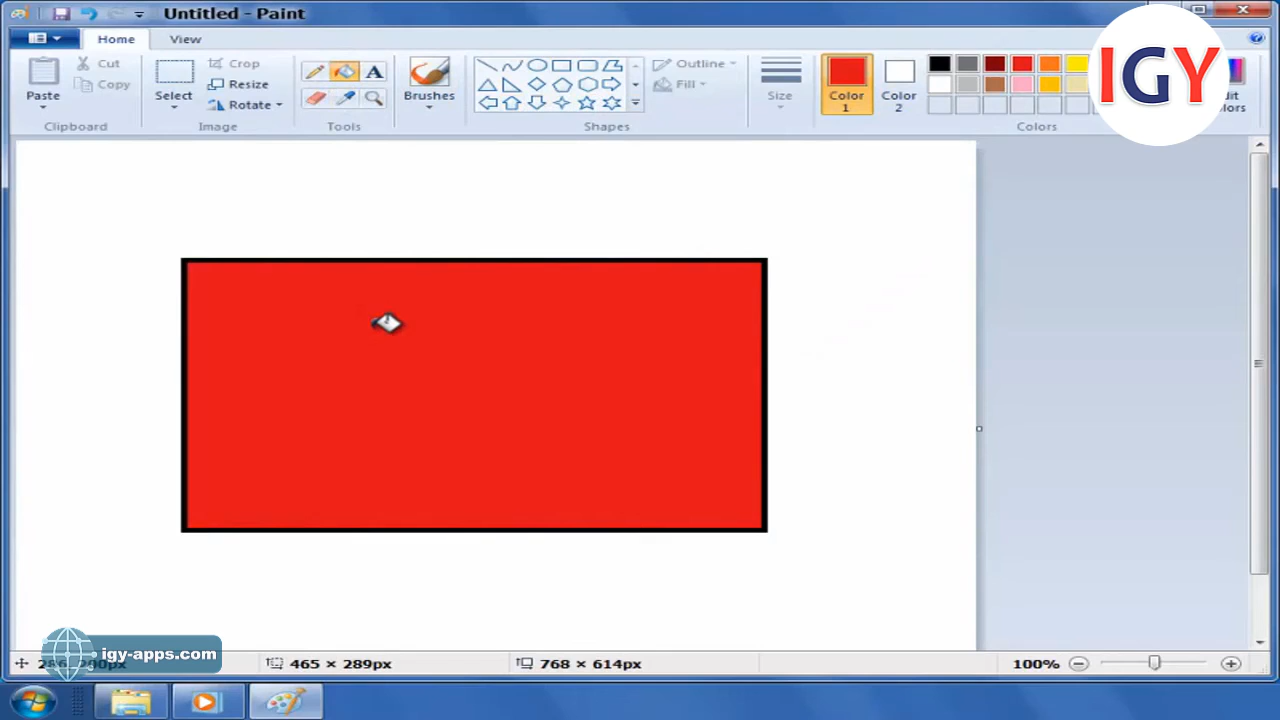 Untitled - Paint
Home View
IGY
Paste
Cut
Copy
Clipboard
Select
Crop
Resize
Rotate
Image
A
Tools
Brushes
Outline
Fill
Shapes
Size
Color 1
Color 2
Colors
igy-apps.com
465 × 289px
768 × 614px
100%